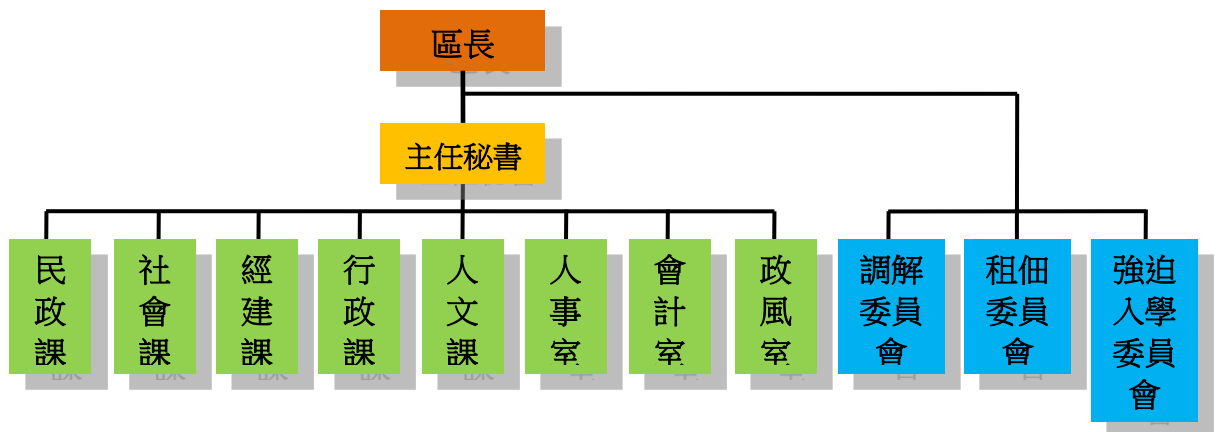 區長
主任秘書
民政課
社會課
經建課
行政課
人文課
人事室
會計室
政風室
調解
委員
會
租佃
委員
會
強迫
入學
委員
會